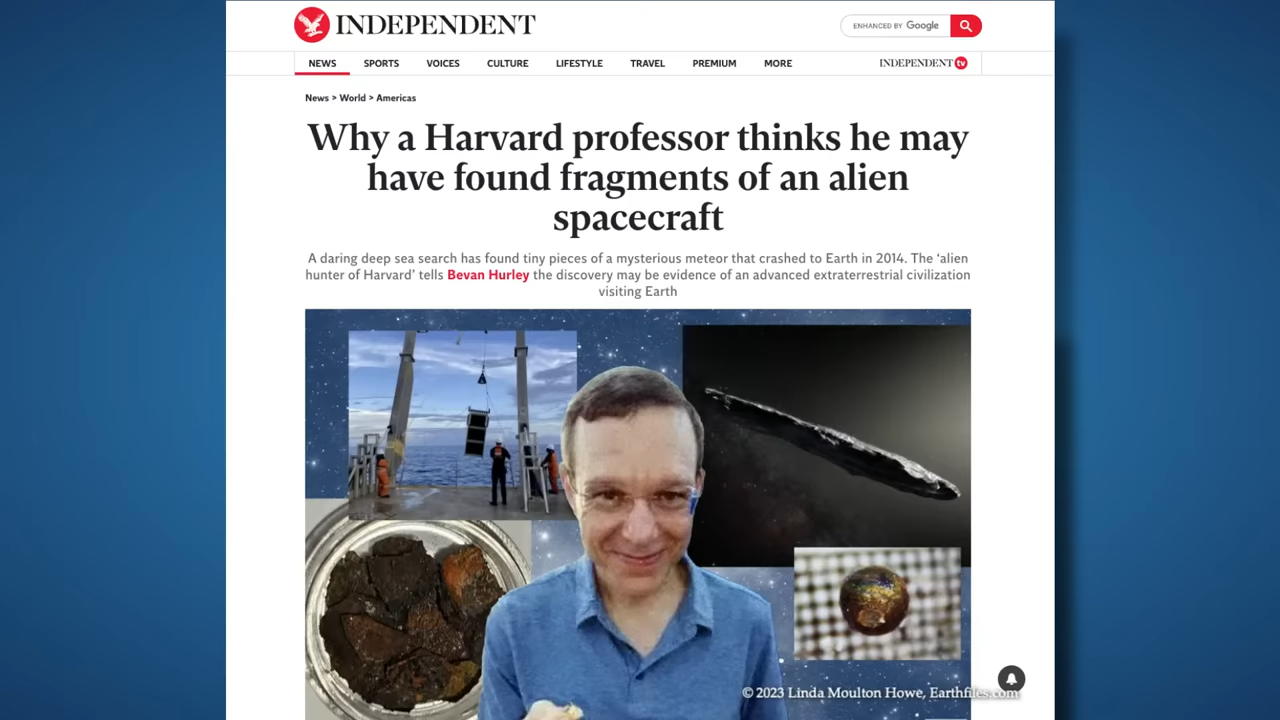 INDEPENDENT
ENHANCED BY Google
NEWS SPORTS VOICES CULTURE LIFESTYLE TRAVEL PREMIUM MORE INDEPENDENT tv
News > World > Americas
Why a Harvard professor thinks he may
have found fragments of an alien
spacecraft
A daring deep sea search has found tiny pieces of a mysterious meteor that crashed to Earth in 2014. The ‘alien
hunter of Harvard’ tells Bevan Hurley the discovery may be evidence of an advanced extraterrestrial civilization
visiting Earth
© 2023 Linda Moulton Howe, Earthfiles.com